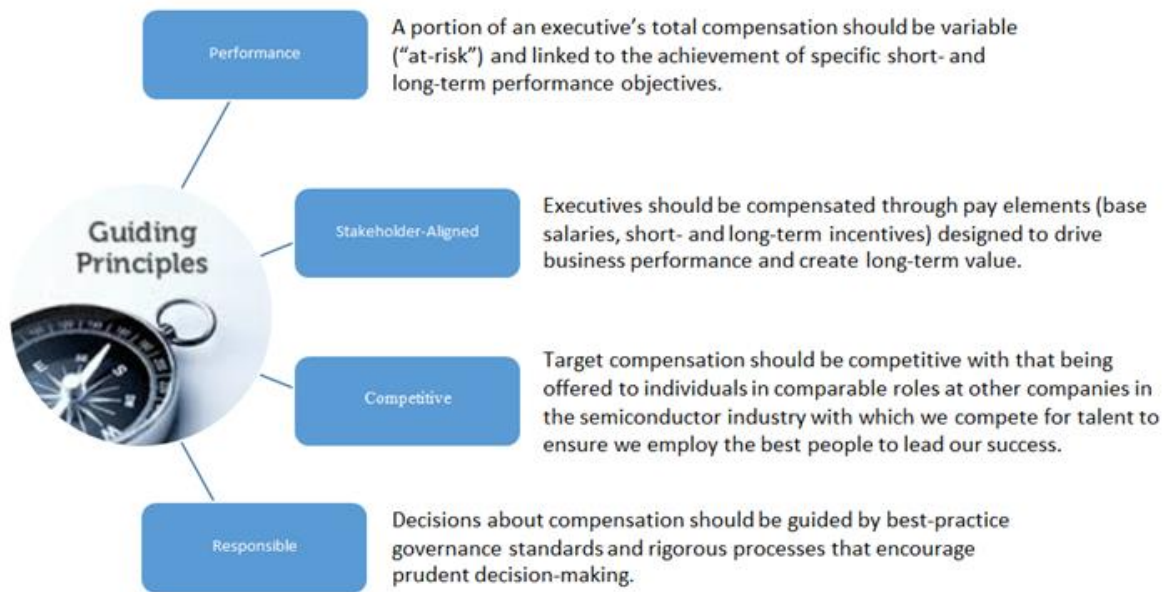 Performance
A portion of an executive’s total compensation should be variable
(“at-risk”) and linked to the achievement of specific short- and
long-term performance objectives.
Guiding
Principles
Stakeholder-Aligned
Executives should be compensated through pay elements (base
salaries, short- and long-term incentives) designed to drive
business performance and create long-term value.
Competitive
Target compensation should be competitive with that being
offered to individuals in comparable roles at other companies in
the semiconductor industry with which we compete for talent to
ensure we employ the best people to lead our success.
Responsible
Decisions about compensation should be guided by best-practice
governance standards and rigorous processes that encourage
prudent decision-making.